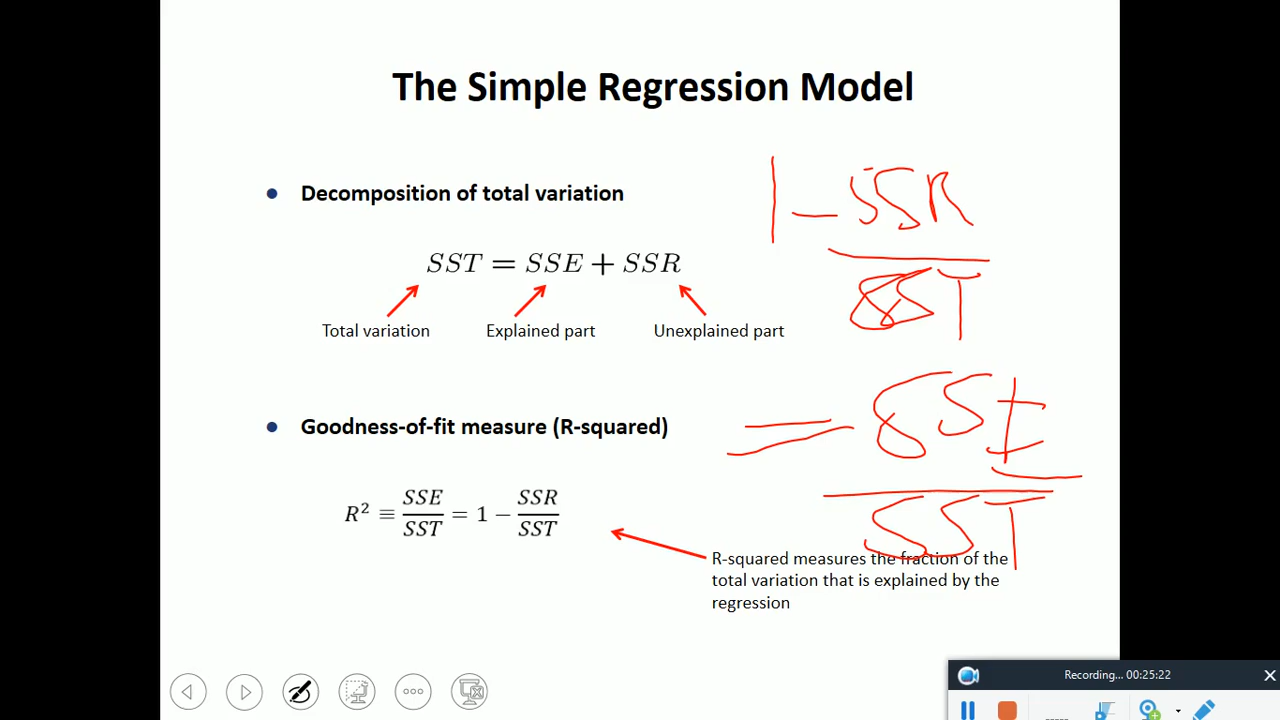 The Simple Regression Model
● Decomposition of total variation
SST = SSE + SSR
Total variation Explained part Unexplained part
1 - SSR
SST
● Goodness-of-fit measure (R-squared)
= SSE
SST
R² ≡ SSE/SST = 1 − SSR/SST
R-squared measures the fraction of the
total variation that is explained by the
regression
Recording... 00:25:22